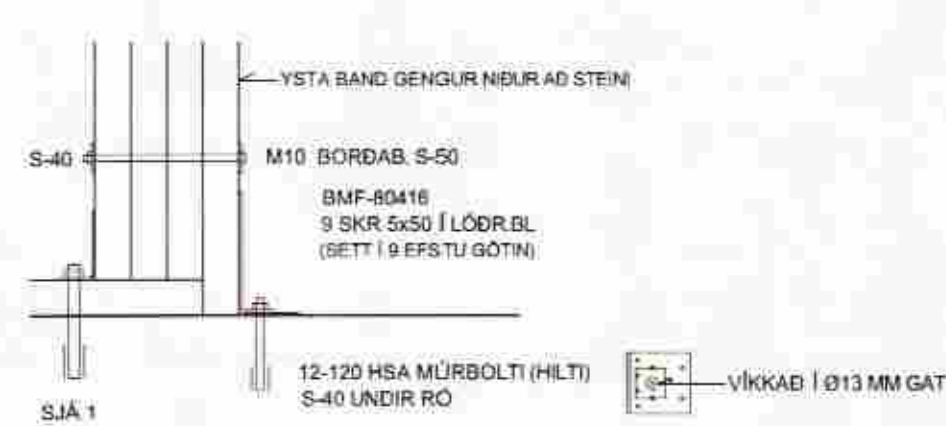 YSTA BAND GENGUR NIÐUR AÐ STEINI
S-40
M10 BORÐAB. S-50
BMF-80416
9 SKR 5x50 Í LÓÐR.BL
(SETT Í 9 EFSTU GÖTIN)
12-120 HSA MÚRBOLTI (HILTI)
S-40 UNDIR RÓ
VÍKKAÐ Í Ø13 MM GAT
SJÁ 1